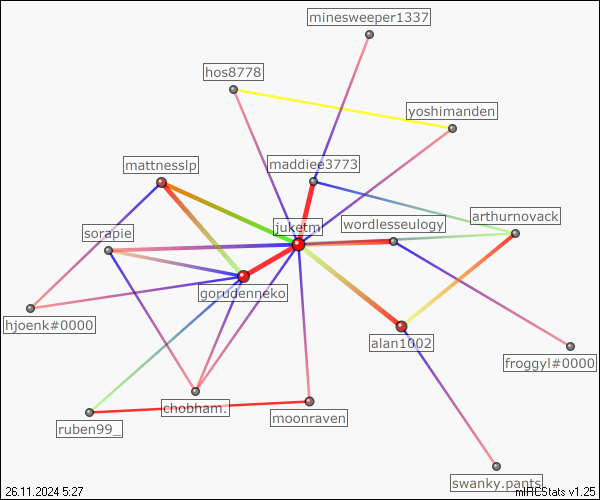 minesweeper1337
hos8778
yoshimanden
mattnesslp
maddiee3773
arthurnovack
juketm
wordlesseulogy
sorapie
gorudenneko
hjoenk#0000
alan1002
froggyl#0000
chobham.
moonraven
ruben99_
swanky.pants
26.11.2024 5:27
mIRCStats v1.25